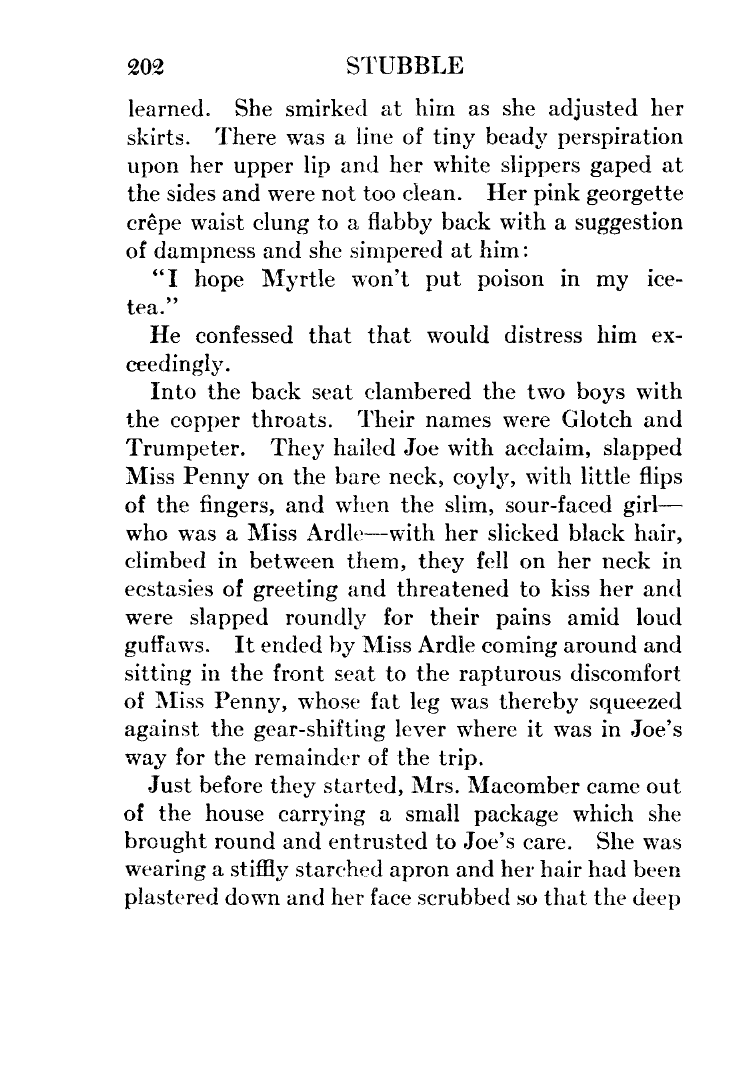 202 STUBBLE
learned. She smirked at him as she adjusted her
skirts. There was a line of tiny beady perspiration
upon her upper lip and her white slippers gaped at
the sides and were not too clean. Her pink georgette
crêpe waist clung to a flabby back with a suggestion
of dampness and she simpered at him:
“I hope Myrtle won’t put poison in my ice-
tea.”
He confessed that that would distress him ex-
ceedingly.
Into the back seat clambered the two boys with
the copper throats. Their names were Glotch and
Trumpeter. They hailed Joe with acclaim, slapped
Miss Penny on the bare neck, coyly, with little flips
of the fingers, and when the slim, sour-faced girl—
who was a Miss Ardle—with her slicked black hair,
climbed in between them, they fell on her neck in
ecstasies of greeting and threatened to kiss her and
were slapped roundly for their pains amid loud
guffaws. It ended by Miss Ardle coming around and
sitting in the front seat to the rapturous discomfort
of Miss Penny, whose fat leg was thereby squeezed
against the gear-shifting lever where it was in Joe’s
way for the remainder of the trip.
Just before they started, Mrs. Macomber came out
of the house carrying a small package which she
brought round and entrusted to Joe’s care. She was
wearing a stiffly starched apron and her hair had been
plastered down and her face scrubbed so that the deep